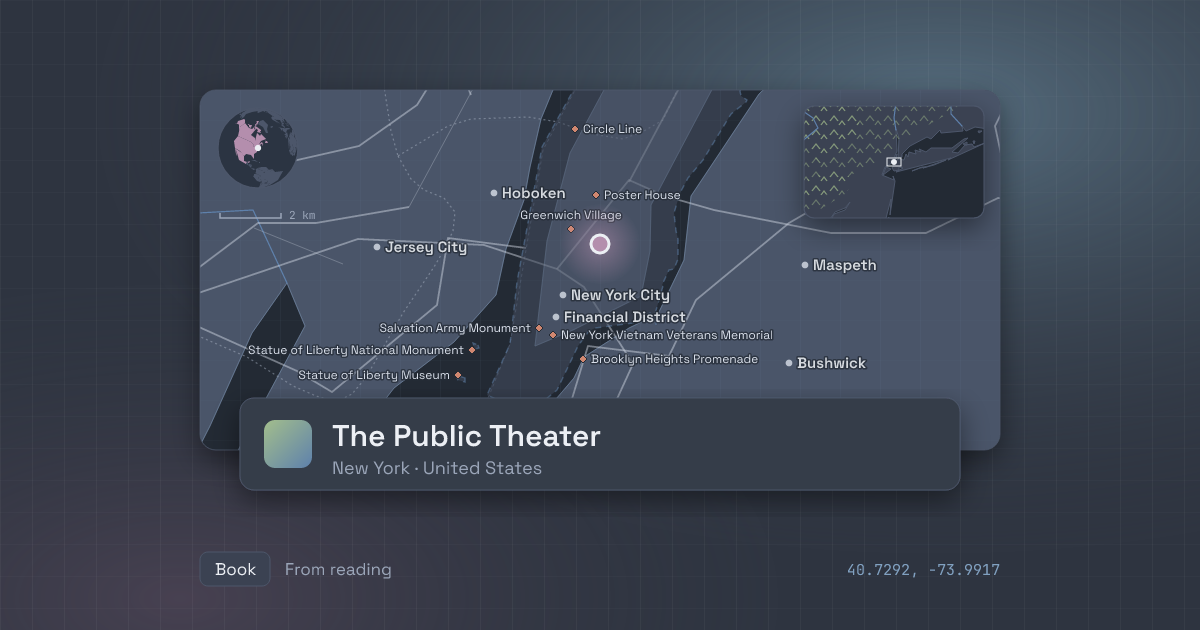 Circle Line
2 km
Hoboken
Poster House
Greenwich Village
Jersey City
Maspeth
New York City
Financial District
Salvation Army Monument
New York Vietnam Veterans Memorial
Statue of Liberty National Monument
Brooklyn Heights Promenade
Bushwick
Statue of Liberty Museum
The Public Theater
New York · United States
Book
From reading
40.7292, -73.9917